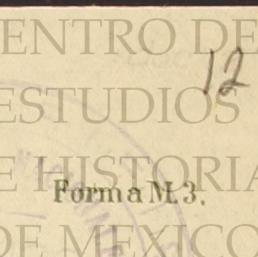 CENTRO DE
12
ESTUDIOS
DE HISTORIA
Forma M.3.
DE MEXICO